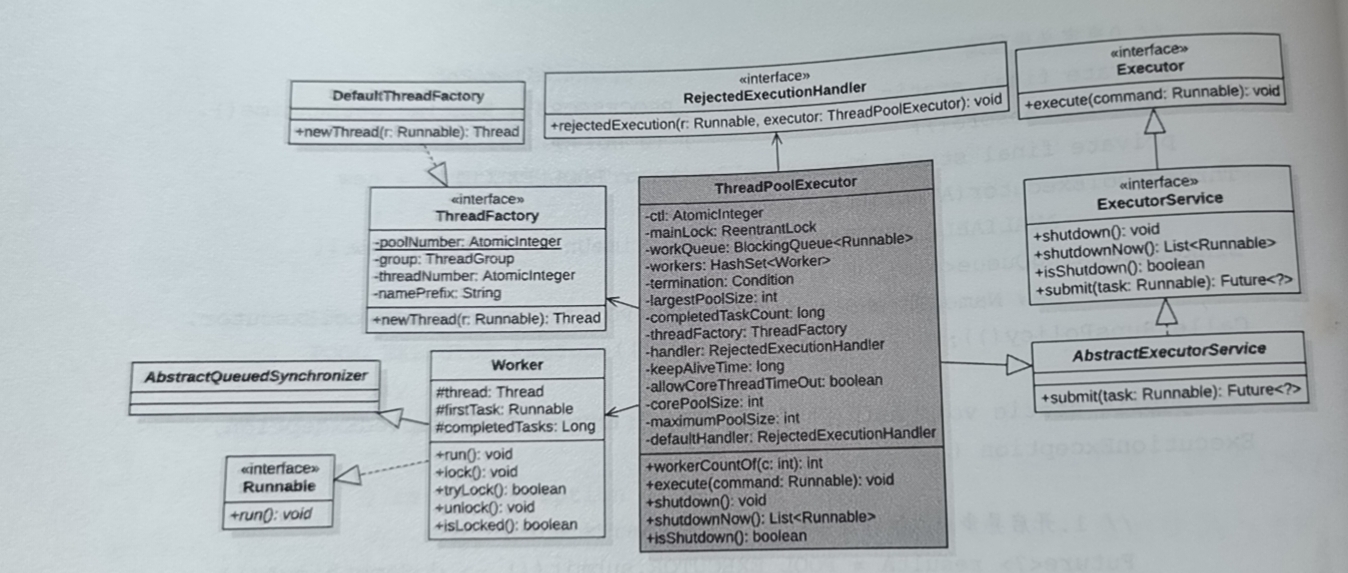 DefaultThreadFactory
+newThread(r: Runnable): Thread
«interface»
RejectedExecutionHandler
+rejectedExecution(r: Runnable, executor: ThreadPoolExecutor): void
«interface»
Executor
+execute(command: Runnable): void
«interface»
ThreadFactory
-poolNumber: AtomicInteger
-group: ThreadGroup
-threadNumber: AtomicInteger
-namePrefix: String
+newThread(r: Runnable): Thread
ThreadPoolExecutor
-ctl: AtomicInteger
-mainLock: ReentrantLock
-workQueue: BlockingQueue<Runnable>
-workers: HashSet<Worker>
-termination: Condition
-largestPoolSize: int
-completedTaskCount: long
-threadFactory: ThreadFactory
-handler: RejectedExecutionHandler
-keepAliveTime: long
-allowCoreThreadTimeOut: boolean
-corePoolSize: int
-maximumPoolSize: int
-defaultHandler: RejectedExecutionHandler
+workerCountOf(c: int): int
+execute(command: Runnable): void
+shutdown(): void
+shutdownNow(): List<Runnable>
+isShutdown(): boolean
«interface»
ExecutorService
+shutdown(): void
+shutdownNow(): List<Runnable>
+isShutdown(): boolean
+submit(task: Runnable): Future<?>
AbstractExecutorService
+submit(task: Runnable): Future<?>
AbstractQueuedSynchronizer
Worker
#thread: Thread
#firstTask: Runnable
#completedTasks: Long
+run(): void
+lock(): void
+tryLock(): boolean
+unlock(): void
+isLocked(): boolean
«interface»
Runnable
+run(): void